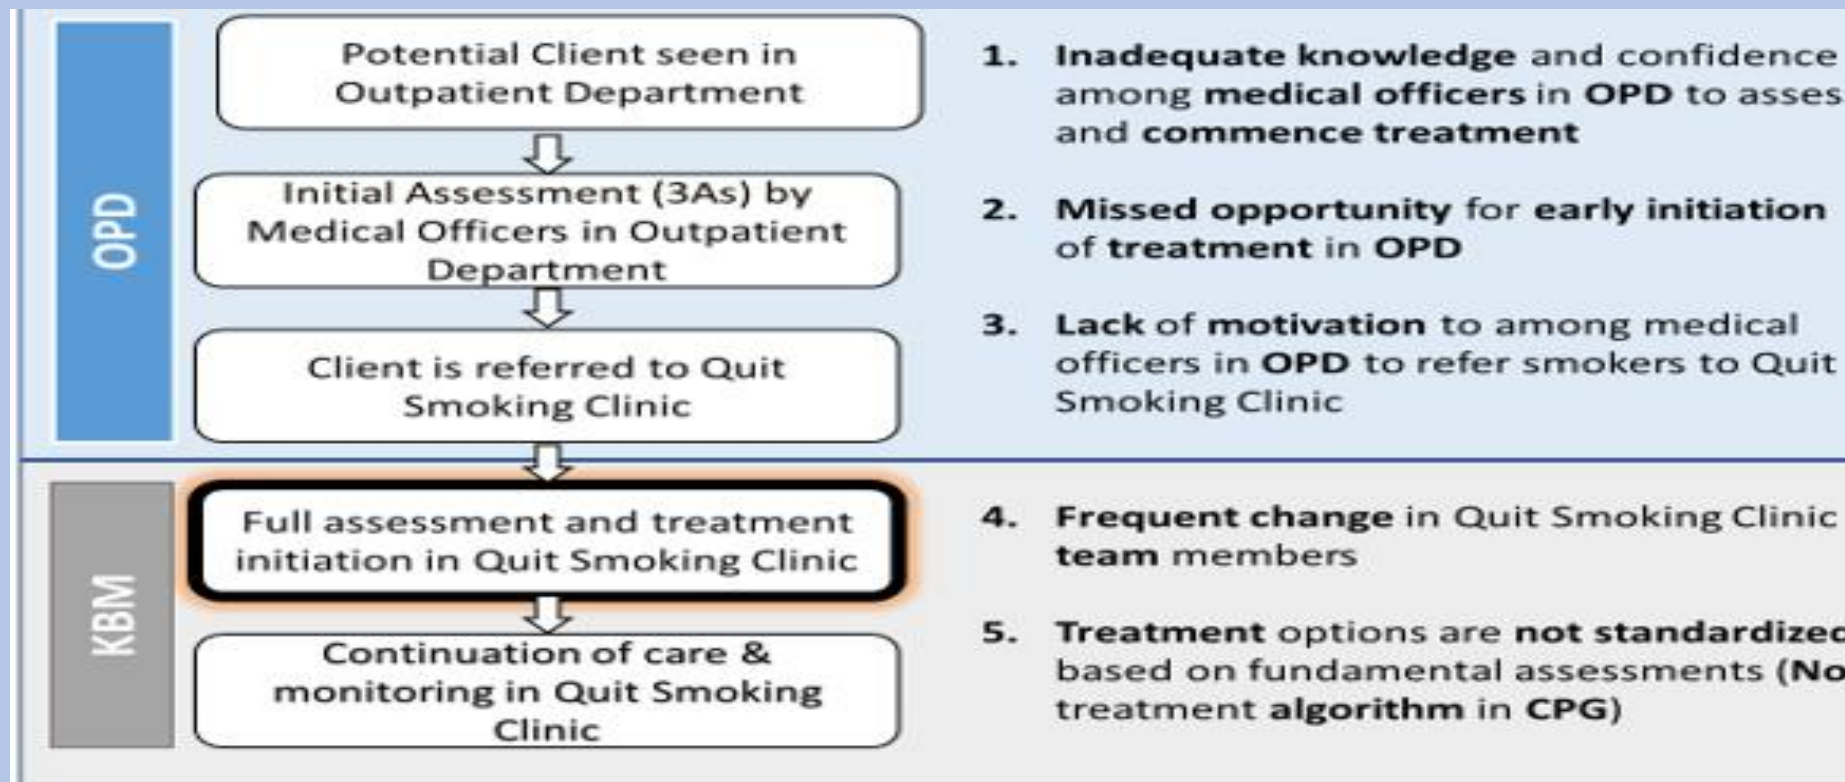 OPD
Potential Client seen in
Outpatient Department
Initial Assessment (3As) by
Medical Officers in Outpatient
Department
Client is referred to Quit
Smoking Clinic
1. Inadequate knowledge and confidence
among medical officers in OPD to asses
and commence treatment
2. Missed opportunity for early initiation
of treatment in OPD
3. Lack of motivation to among medical
officers in OPD to refer smokers to Quit
Smoking Clinic
KBM
Full assessment and treatment
initiation in Quit Smoking Clinic
Continuation of care &
monitoring in Quit Smoking
Clinic
4. Frequent change in Quit Smoking Clinic
team members
5. Treatment options are not standardized
based on fundamental assessments (No
treatment algorithm in CPG)